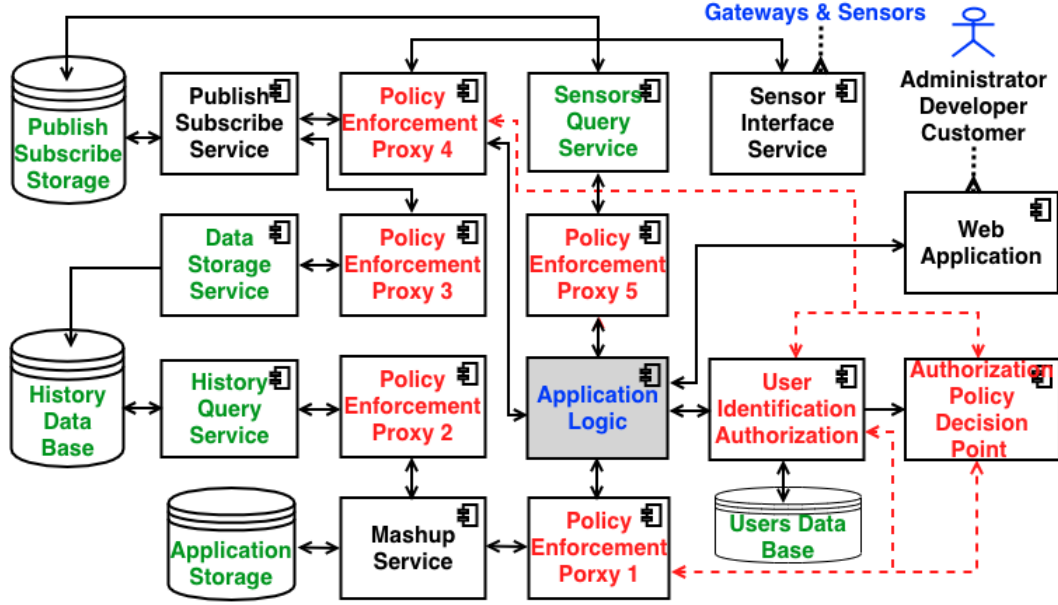 Gateways & Sensors
Administrator
Developer
Customer
Publish
Subscribe
Storage
Publish
Subscribe
Service
Policy
Enforcement
Proxy 4
Sensors
Query
Service
Sensor
Interface
Service
Data
Storage
Service
Policy
Enforcement
Proxy 3
Policy
Enforcement
Proxy 5
Web
Application
History
Data
Base
History
Query
Service
Policy
Enforcement
Proxy 2
Application
Logic
User
Identification
Authorization
Authorization
Policy
Decision
Point
Application
Storage
Mashup
Service
Policy
Enforcement
Porxy 1
Users Data
Base